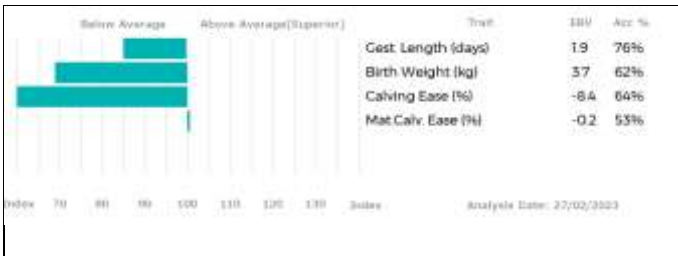 Below Average Above Average(Superior) Trait EBV Acc %
Gest. Length (days) 1.9 76%
Birth Weight (kg) 3.7 62%
Calving Ease (%) -8.4 64%
Mat Calv. Ease (%) -0.2 53%
Index 70 80 90 100 110 120 130 Index Analysis Date: 27/02/2023